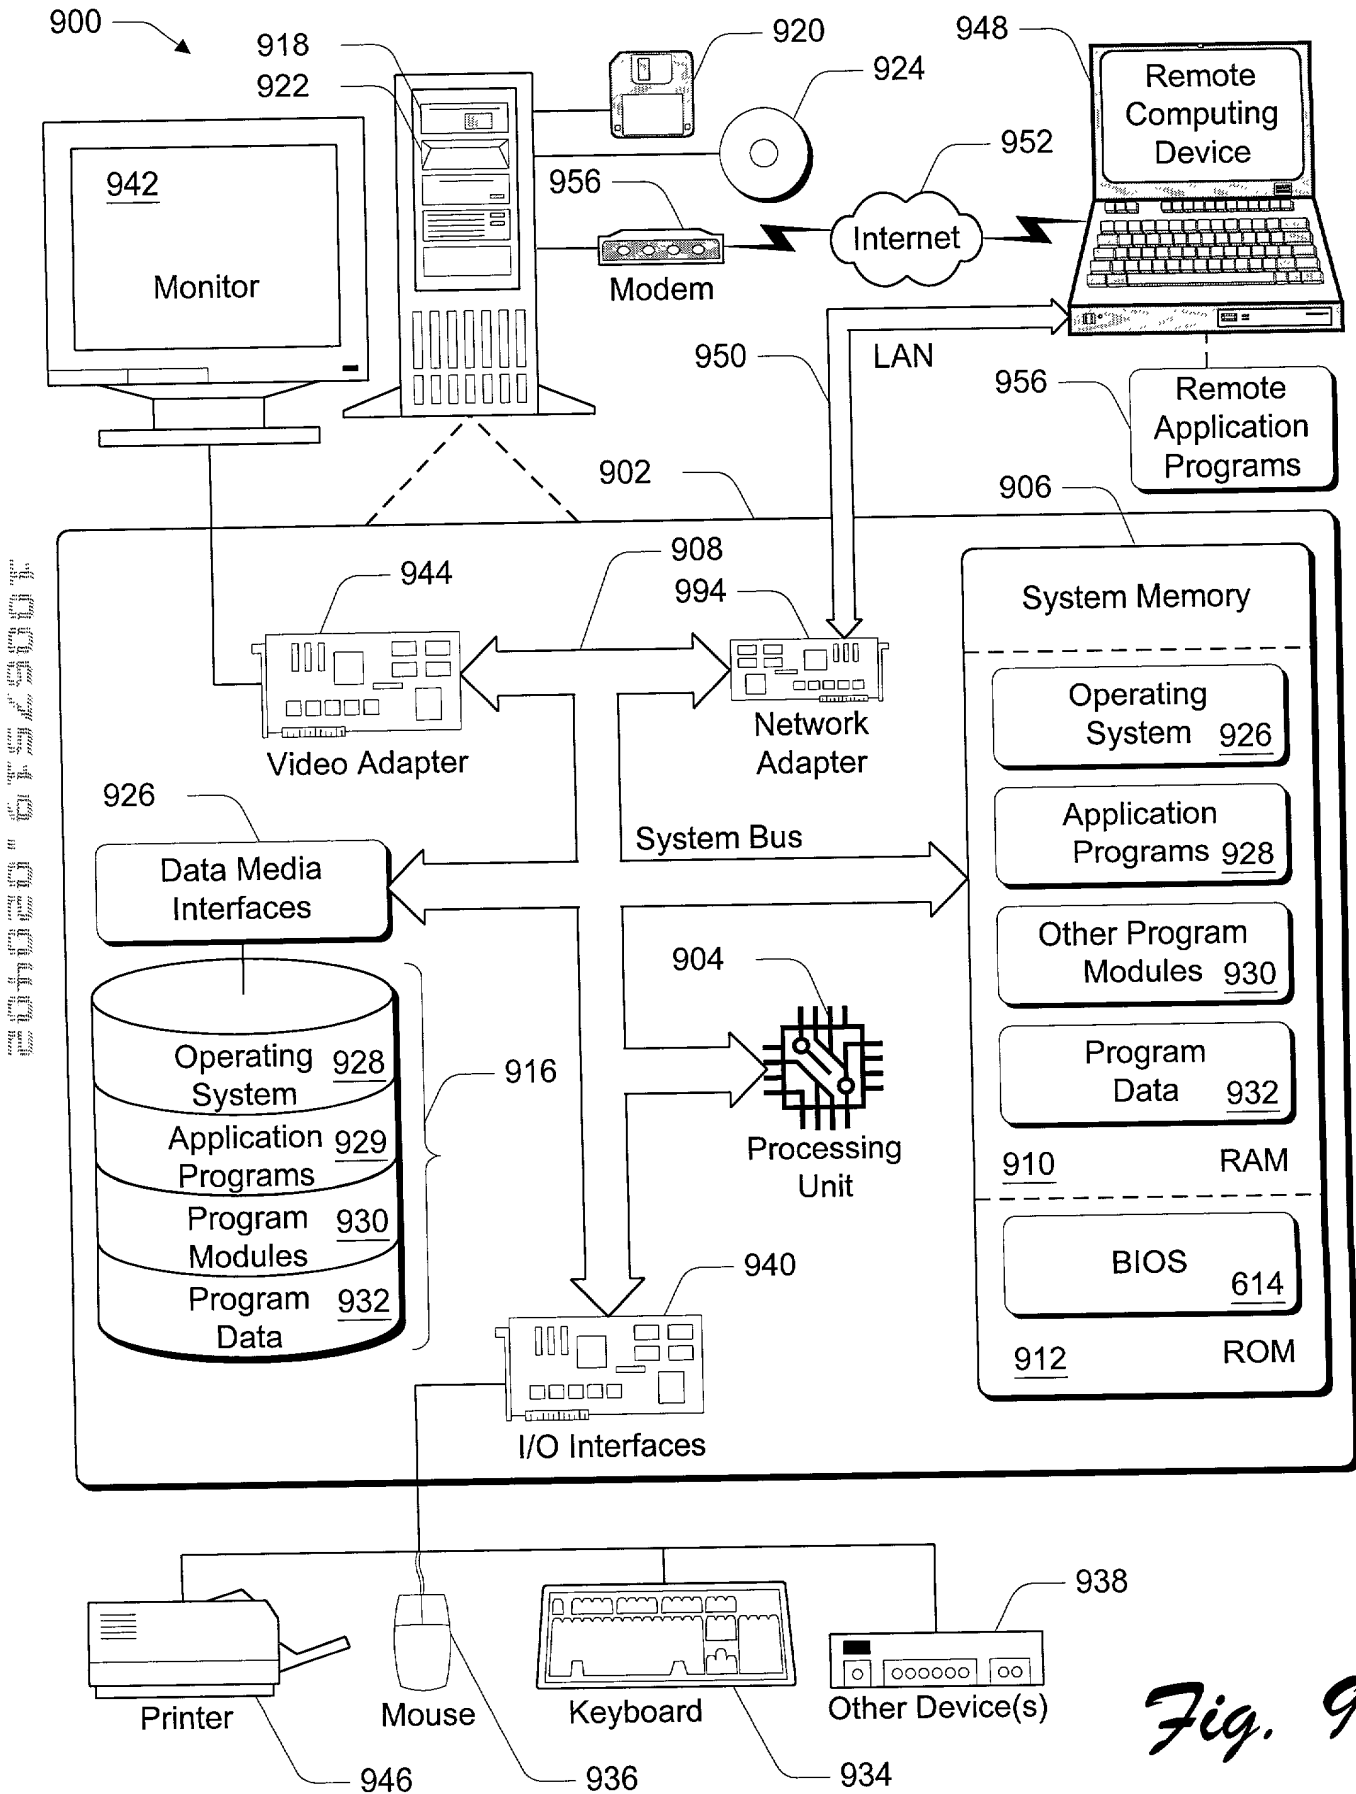 900
918
922
920
924
948
Remote
Computing
Device
942
Monitor
956
Modem
952
Internet
950
LAN
956
Remote
Application
Programs
902
906
908
944
994
Video Adapter
Network
Adapter
System Memory
Operating
System 926
Application
Programs 928
Other Program
Modules 930
Program
Data 932
910 RAM
BIOS
614
912 ROM
926
Data Media
Interfaces
System Bus
904
Processing
Unit
Operating
System 928
Application
Programs 929
Program
Modules 930
Program
Data 932
916
940
I/O Interfaces
938
Printer
Mouse
Keyboard
Other Device(s)
946
936
934
Fig. 9